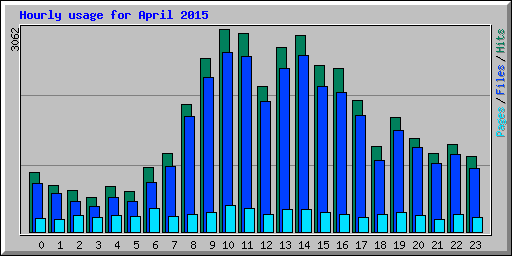 Hourly usage for April 2015
3062
Pages / Files / Hits
0 1 2 3 4 5 6 7 8 9 10 11 12 13 14 15 16 17 18 19 20 21 22 23